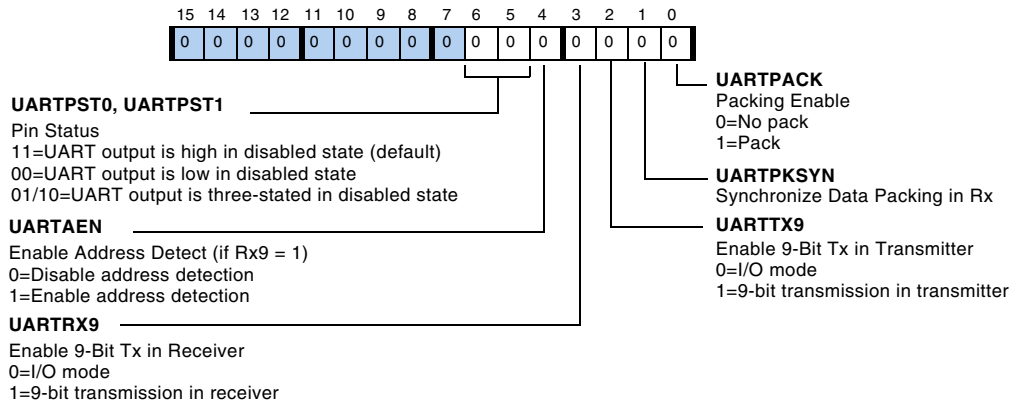 15 14 13 12 11 10 9 8 7 6 5 4 3 2 1 0
0 0 0 0 0 0 0 0 0 0 0 0 0 0 0 0
UARTPST0, UARTPST1
Pin Status
11=UART output is high in disabled state (default)
00=UART output is low in disabled state
01/10=UART output is three-stated in disabled state
UARTAEN
Enable Address Detect (if Rx9 = 1)
0=Disable address detection
1=Enable address detection
UARTRX9
Enable 9-Bit Tx in Receiver
0=I/O mode
1=9-bit transmission in receiver
UARTPACK
Packing Enable
0=No pack
1=Pack
UARTPKSYN
Synchronize Data Packing in Rx
UARTTX9
Enable 9-Bit Tx in Transmitter
0=I/O mode
1=9-bit transmission in transmitter